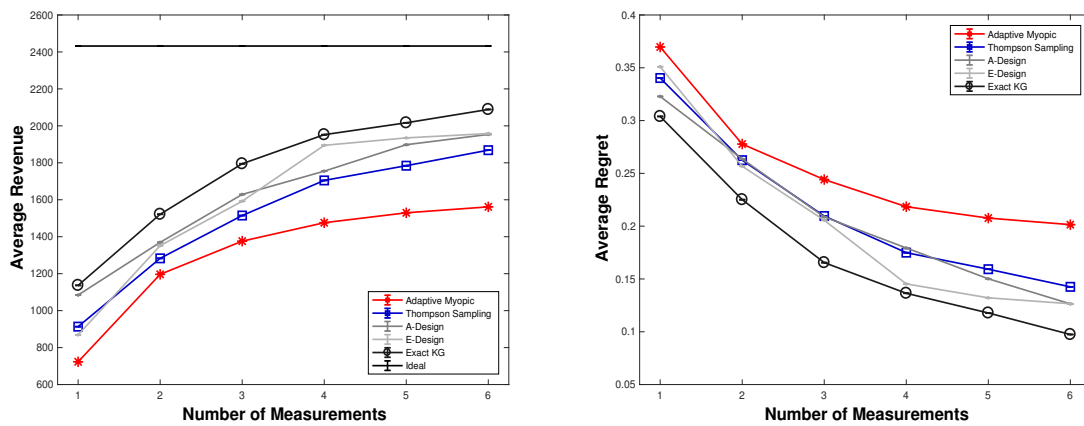 2600
2400
2200
2000
1800
1600
1400
1200
1000
800
600
Average Revenue
1 2 3 4 5 6
Number of Measurements
Adaptive Myopic
Thompson Sampling
A-Design
E-Design
Exact KG
Ideal
0.4
0.35
0.3
0.25
0.2
0.15
0.1
0.05
Average Regret
1 2 3 4 5 6
Number of Measurements
Adaptive Myopic
Thompson Sampling
A-Design
E-Design
Exact KG